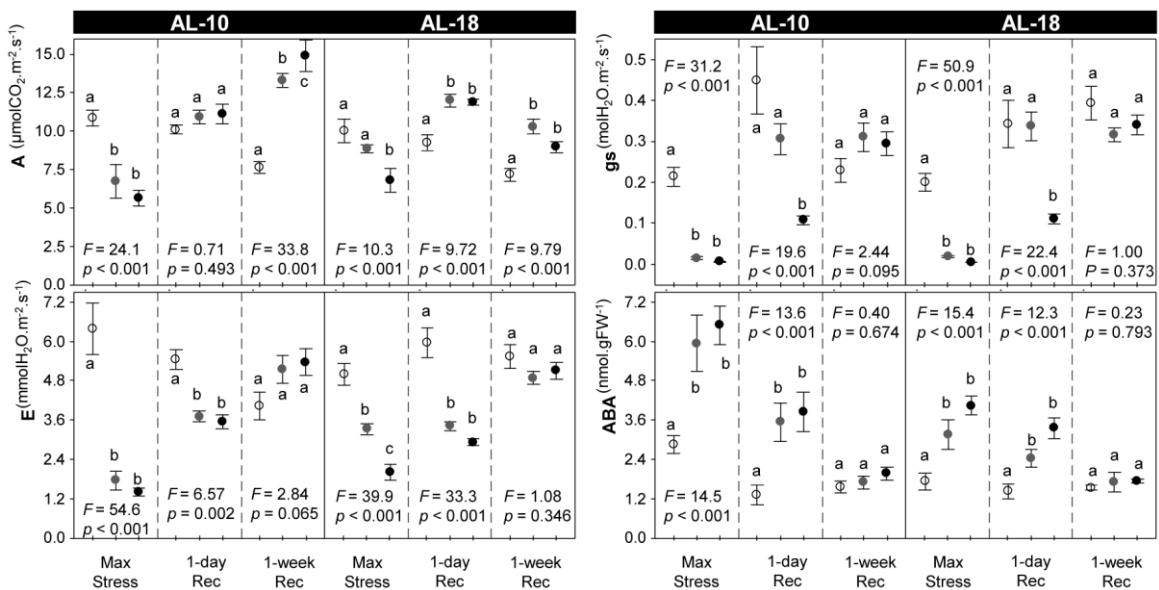 AL-10 AL-18
A (µmolCO2.m-2.s-1)
15.0
12.5
10.0
7.5
5.0
2.5
0.0
a b b
a a a
a b c
a a b
a b b
a b b
F = 24.1
p < 0.001
F = 0.71
p = 0.493
F = 33.8
p < 0.001
F = 10.3
p < 0.001
F = 9.72
p < 0.001
F = 9.79
p < 0.001
E (mmolH2O.m-2.s-1)
7.2
6.0
4.8
3.6
2.4
1.2
0.0
a b b
a b b
a a a
a b c
a b b
a a a
F = 54.6
p < 0.001
F = 6.57
p = 0.002
F = 2.84
p = 0.065
F = 39.9
p < 0.001
F = 33.3
p < 0.001
F = 1.08
p = 0.346
Max Stress
1-day Rec
1-week Rec
Max Stress
1-day Rec
1-week Rec
AL-10 AL-18
gs (molH2O.m-2.s-1)
0.5
0.4
0.3
0.2
0.1
0.0
F = 31.2
p < 0.001
a b b
a a b
a a a
F = 50.9
p < 0.001
a b b
a a b
a a a
F = 19.6
p < 0.001
F = 2.44
p = 0.095
F = 22.4
p < 0.001
F = 1.00
P = 0.373
ABA (nmol.gFW-1)
7.2
6.0
4.8
3.6
2.4
1.2
0.0
a b b
F = 14.5
p < 0.001
F = 13.6
p < 0.001
a b b
F = 0.40
p = 0.674
a a a
F = 15.4
p < 0.001
a b b
F = 12.3
p < 0.001
a b b
F = 0.23
p = 0.793
a a a
Max Stress
1-day Rec
1-week Rec
Max Stress
1-day Rec
1-week Rec